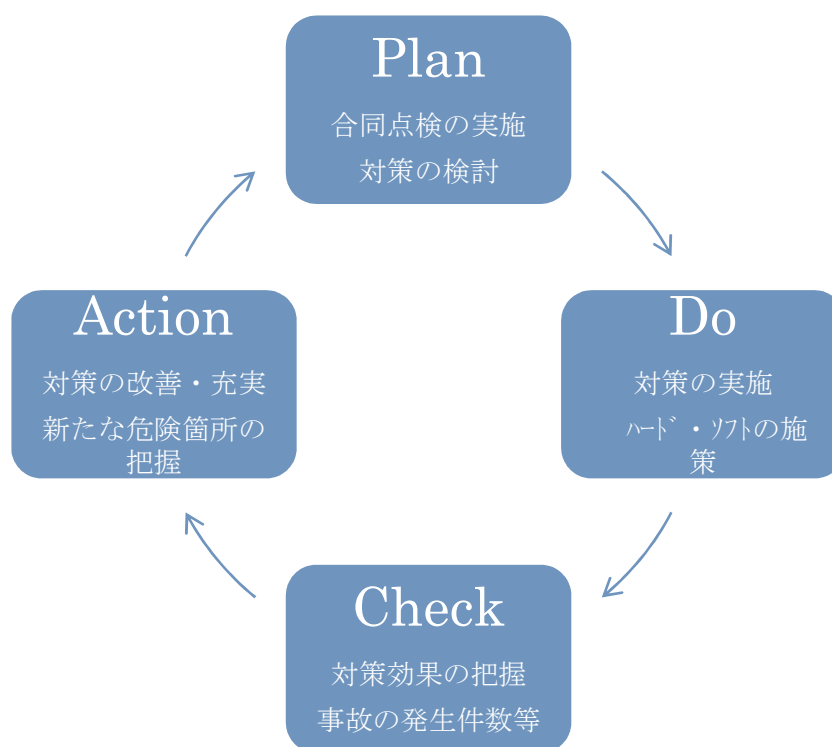 Plan
合同点検の実施
対策の検討
Action
対策の改善・充実
新たな危険箇所の
把握
Do
対策の実施
ﾊｰﾄﾞ・ｿﾌﾄの施
策
Check
対策効果の把握
事故の発生件数等